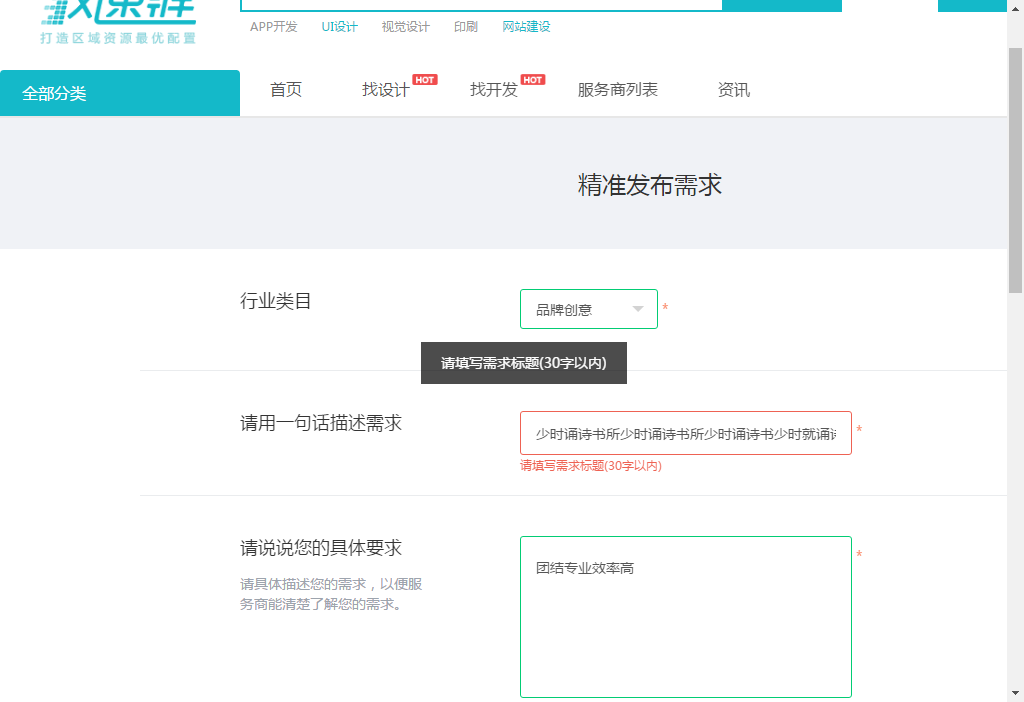 打造区域资源最优配置
APP开发 UI设计 视觉设计 印刷 网站建设
全部分类 首页 找设计 HOT 找开发 HOT 服务商列表 资讯
精准发布需求
行业类目 品牌创意 *
请填写需求标题(30字以内)
请用一句话描述需求 少时诵诗书所少时诵诗书所少时诵诗书少时就诵 *
请填写需求标题(30字以内)
请说说您的具体要求 *
团结专业效率高
请具体描述您的需求，以便服
务商能清楚了解您的需求。